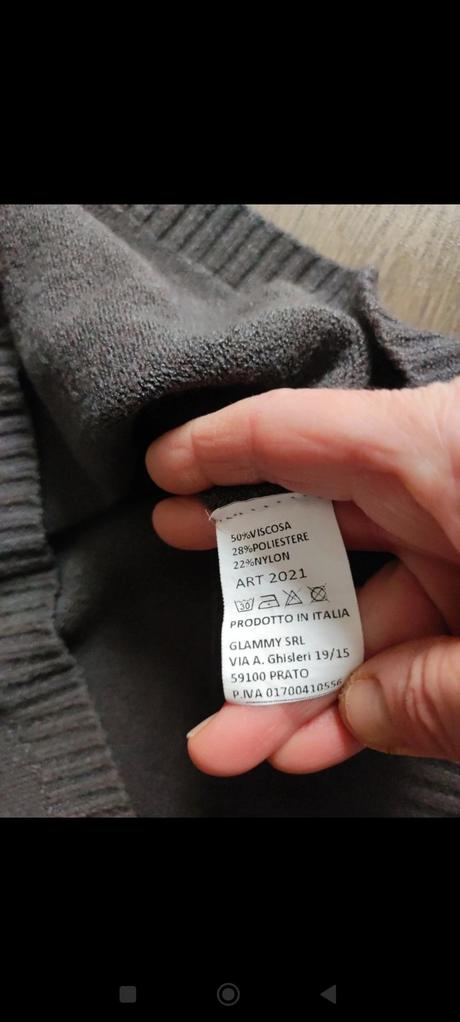 50%VISCOSA
28%POLIESTERE
22%NYLON
ART 2021
30
PRODOTTO IN ITALIA
GLAMMY SRL
VIA A. Ghisleri 19/15
59100 PRATO
P.IVA 01700410556